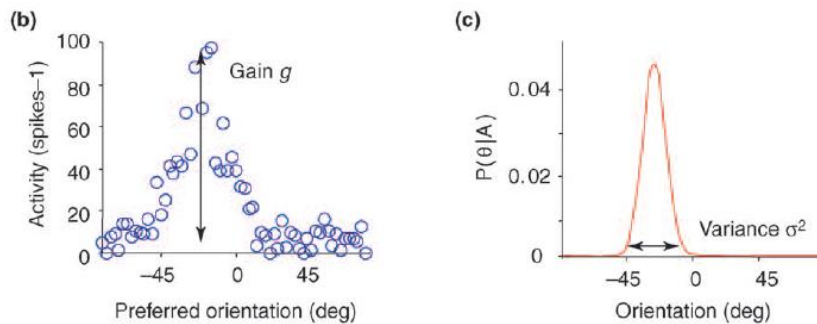 (b)
100
80
60
40
20
0
Activity (spikes–1)
Gain g
–45
0
45
Preferred orientation (deg)
(c)
0.04
0.02
0
P(θ|A)
Variance σ²
–45
0
45
Orientation (deg)